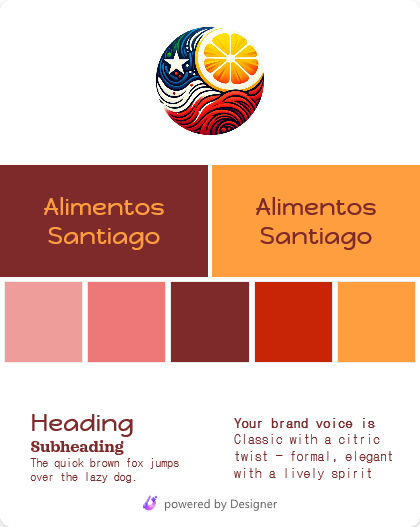 Alimentos
Santiago
Alimentos
Santiago
Heading
Subheading
The quick brown fox jumps
over the lazy dog.
Your brand voice is
Classic with a citric
twist – formal, elegant
with a lively spirit
powered by Designer